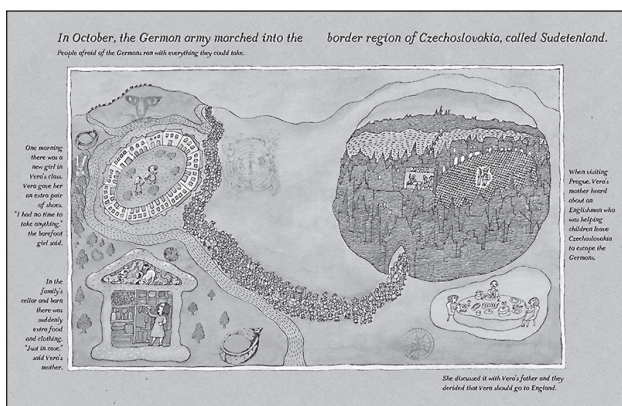 In October, the German army marched into the border region of Czechoslovakia, called Sudetenland.
People afraid of the Germans ran with everything they could take.
One morning
there was a
new girl in
Vera's class.
Vera gave her
an extra pair
of shoes.
"I had no time to
take anything,"
the barefoot
girl said.
In the
family's
cellar and barn
there was
suddenly
extra food
and clothing.
"Just in case,"
said Vera's
mother.
When visiting
Prague, Vera's
mother heard
about an
Englishman who
was helping
children leave
Czechoslovakia
to escape the
Germans.
She discussed it with Vera's father and they
decided that Vera should go to England.